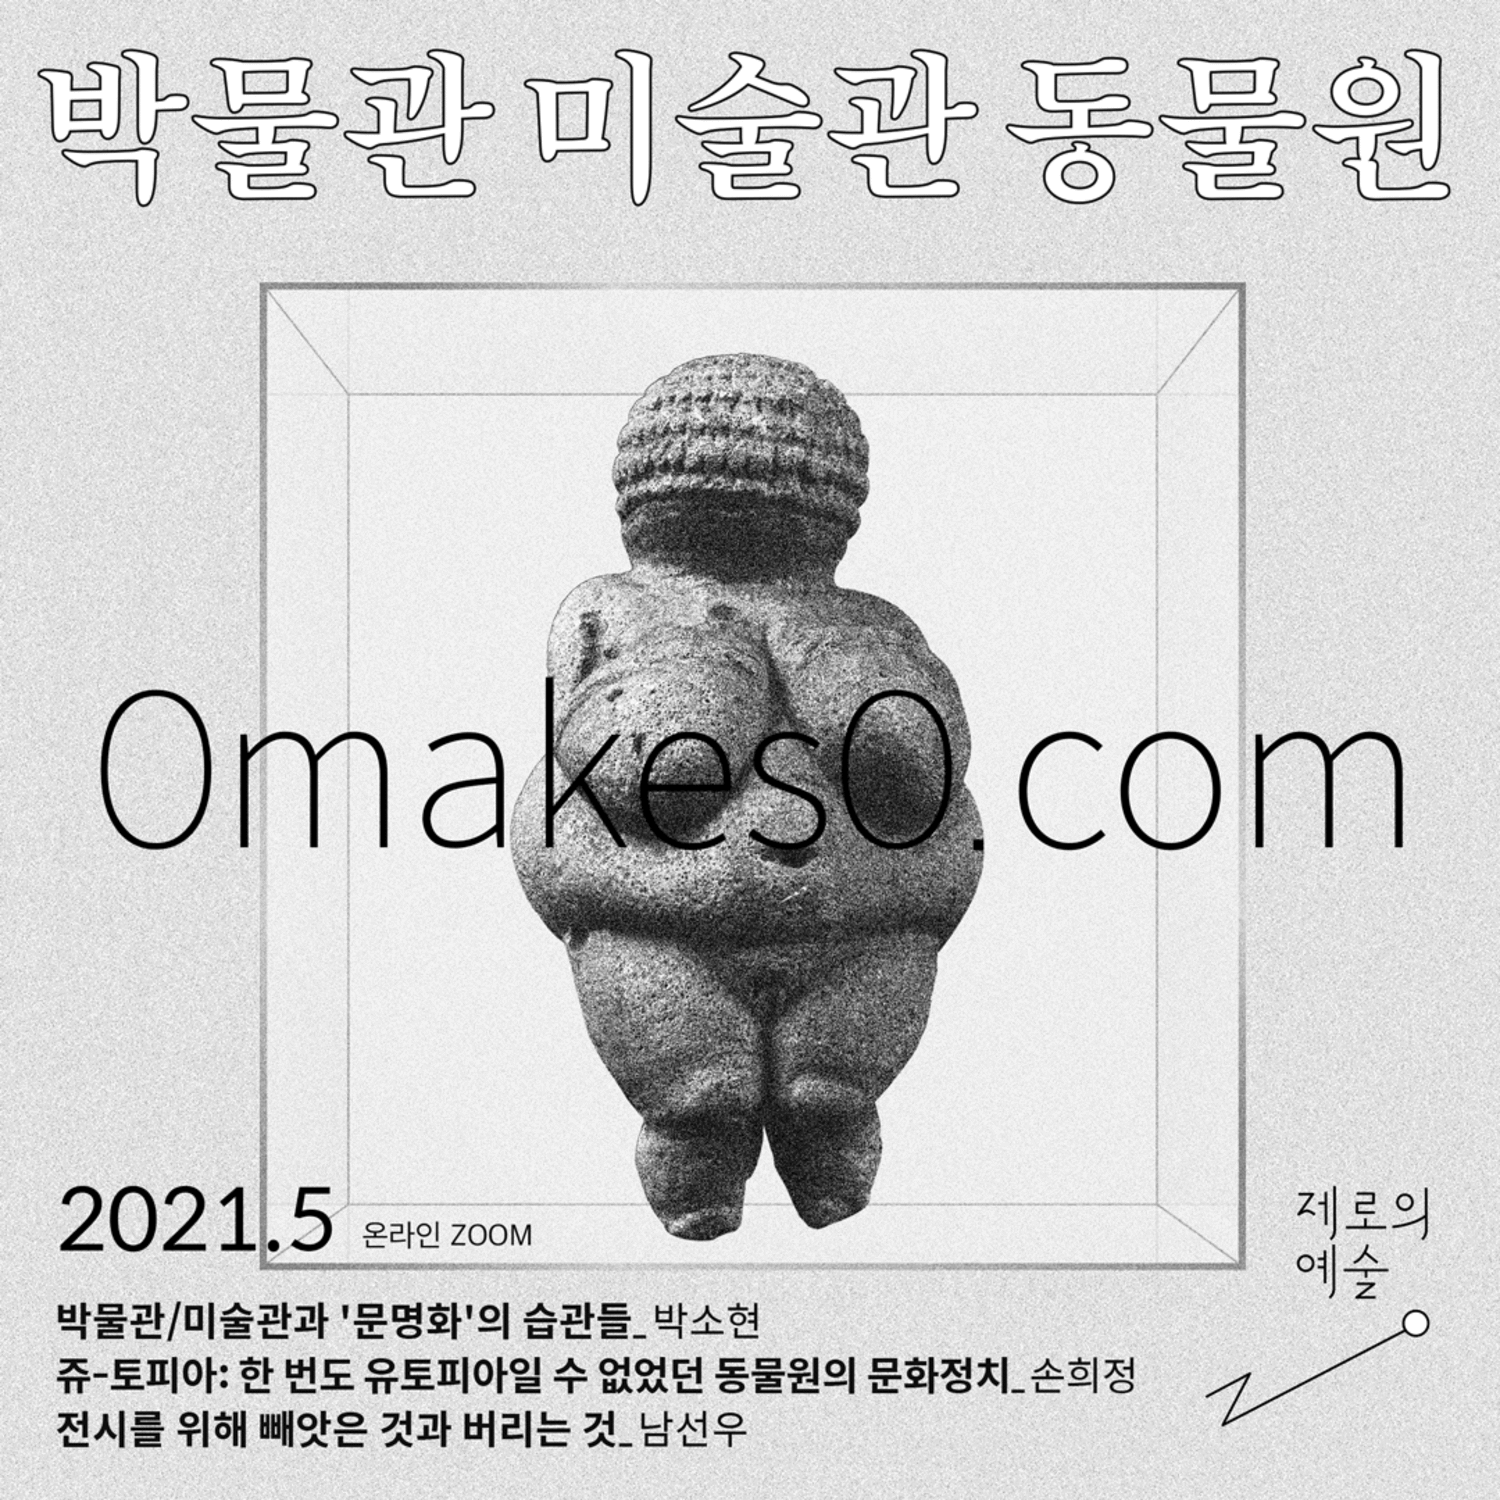 박물관 미술관 동물원
0makes0.com
2021.5 온라인 ZOOM
박물관/미술관과 '문명화'의 습관들_박소현
쥬-토피아: 한 번도 유토피아일 수 없었던 동물원의 문화정치_손희정
전시를 위해 빼앗은 것과 버리는 것_남선우
제로의
예술